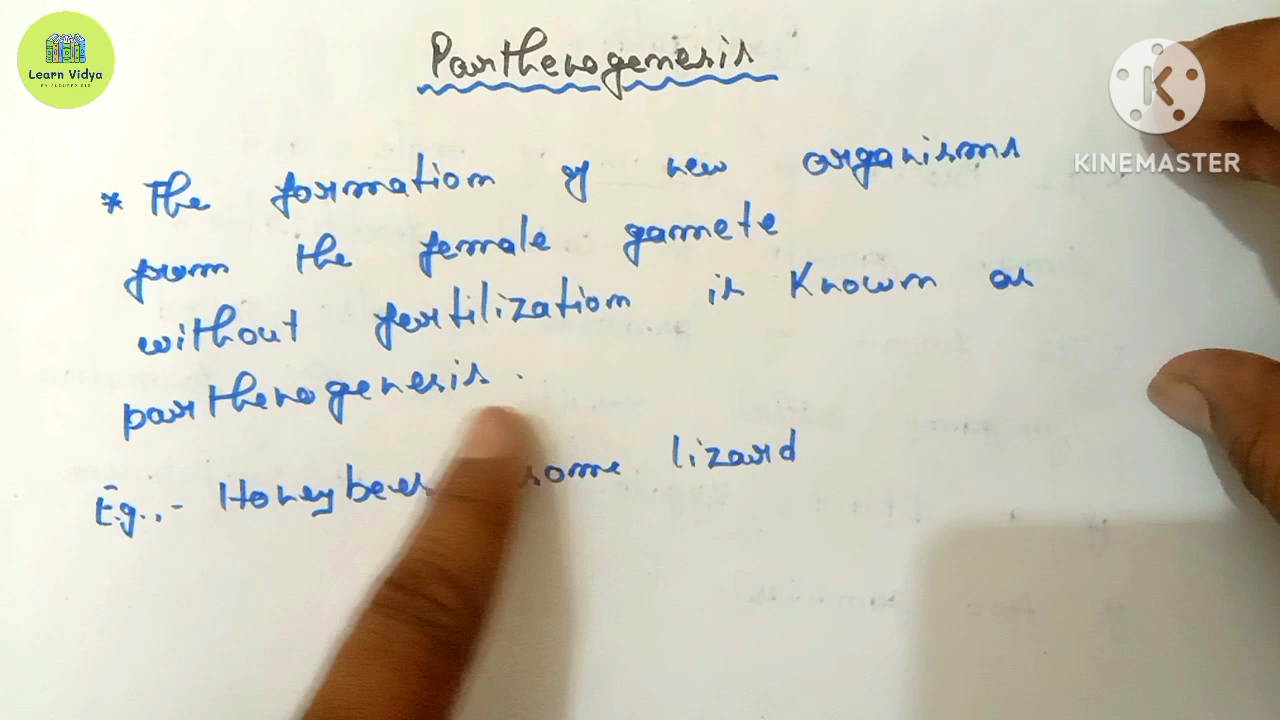 Parthenogenesis
Learn Vidya
KINEMASTER
* The formation of new organisms
from the female gamete
without fertilization is known as
parthenogenesis.
E.g.,- Honeybees some lizard